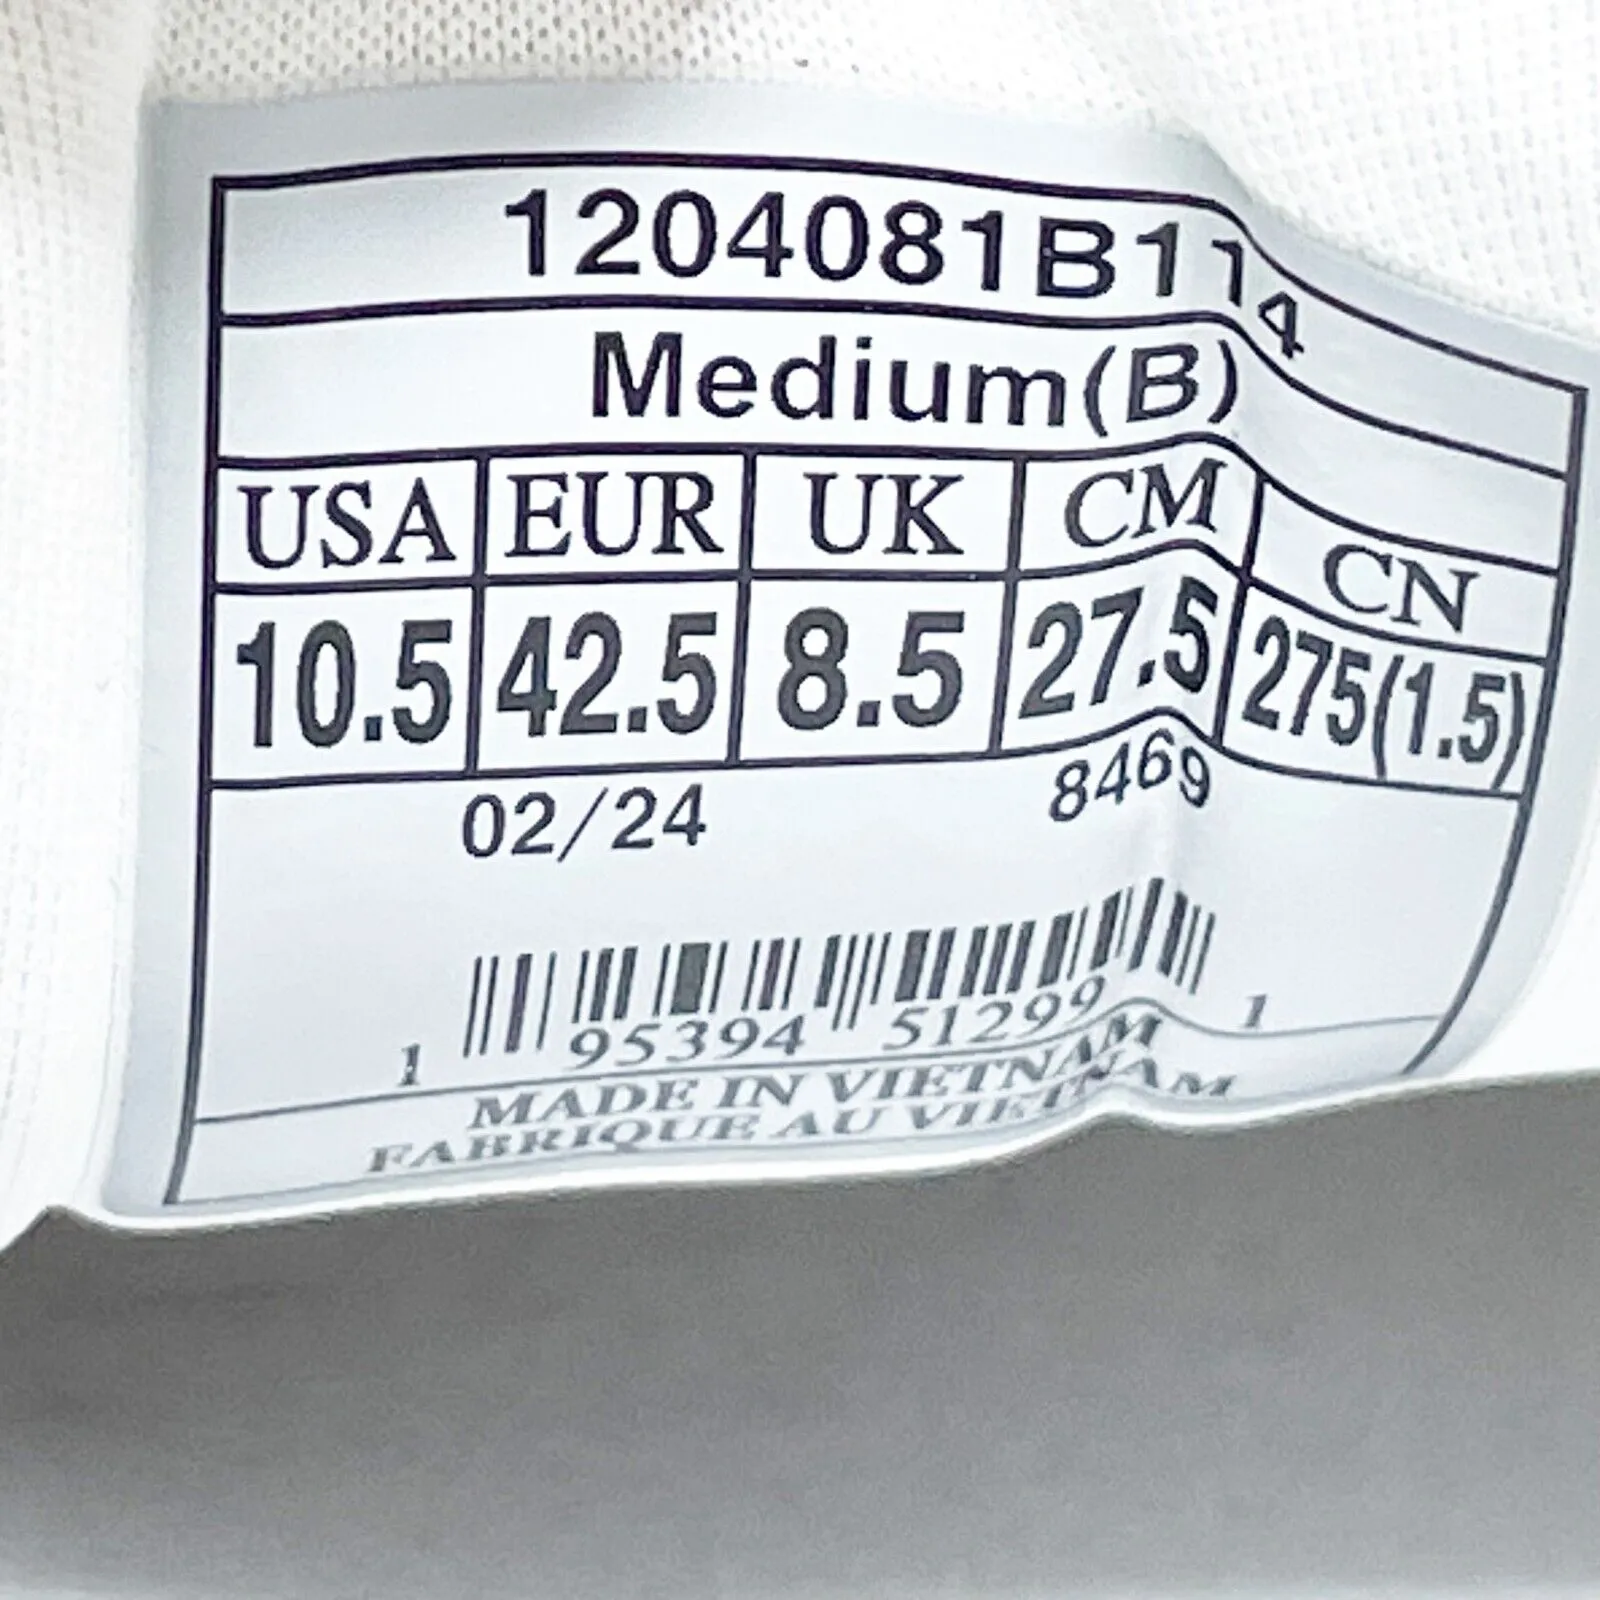 1204081B114
Medium(B)
USA EUR UK CM CN
10.5 42.5 8.5 27.5 275(1.5)
02/24 8469
1 95394 51299 1
MADE IN VIETNAM
FABRIQUE AU VIETNAM